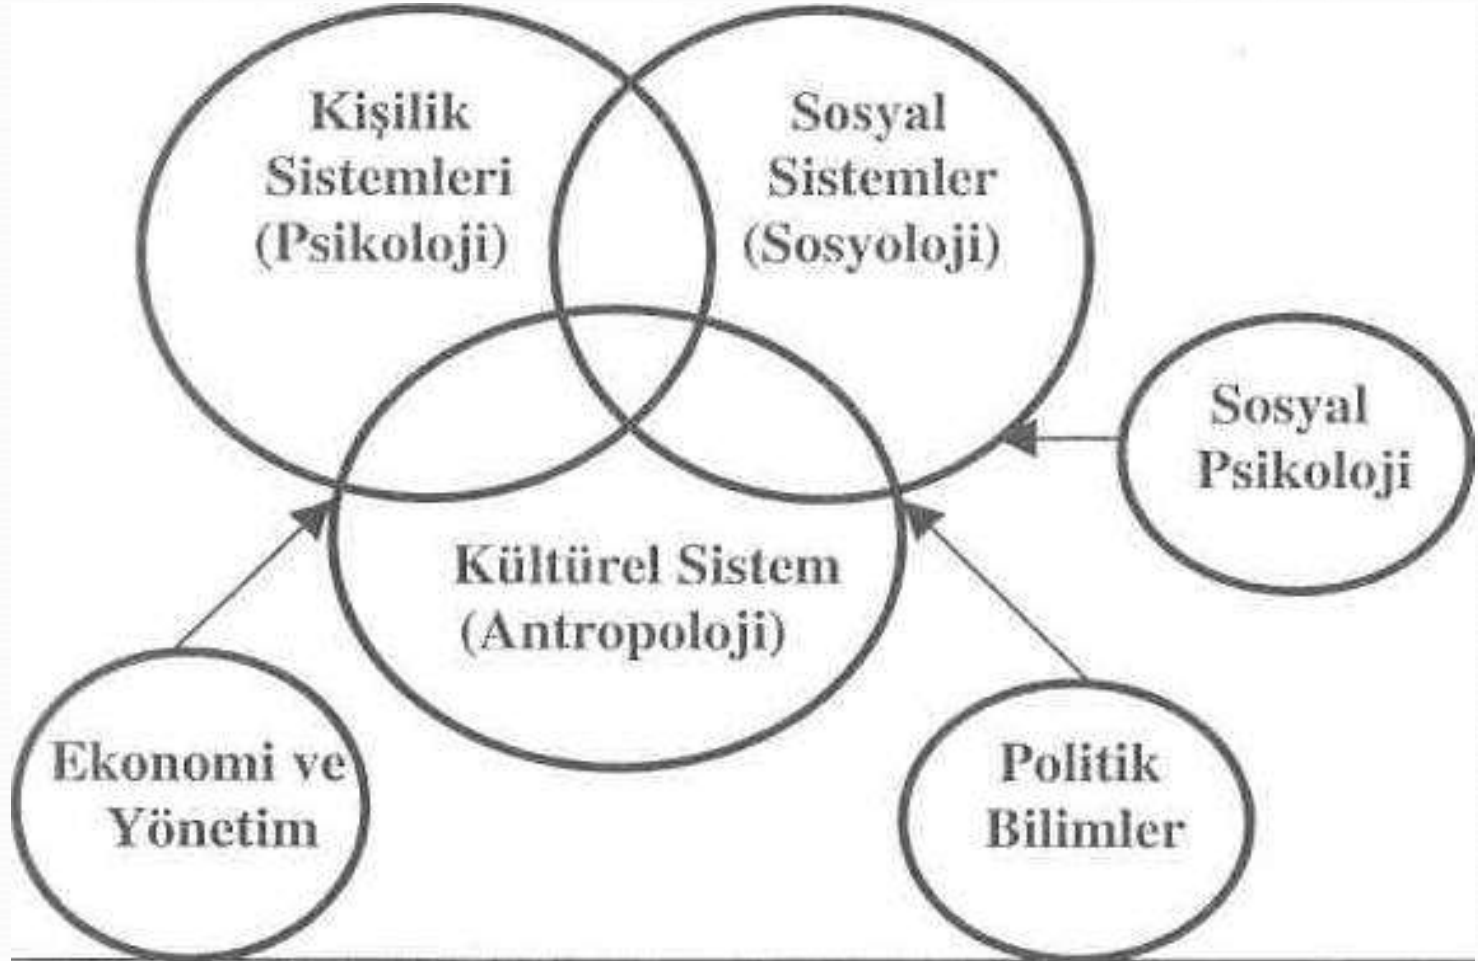 Kişilik
Sistemleri
(Psikoloji)
Sosyal
Sistemler
(Sosyoloji)
Sosyal
Psikoloji
Kültürel Sistem
(Antropoloji)
Ekonomi ve
Yönetim
Politik
Bilimler